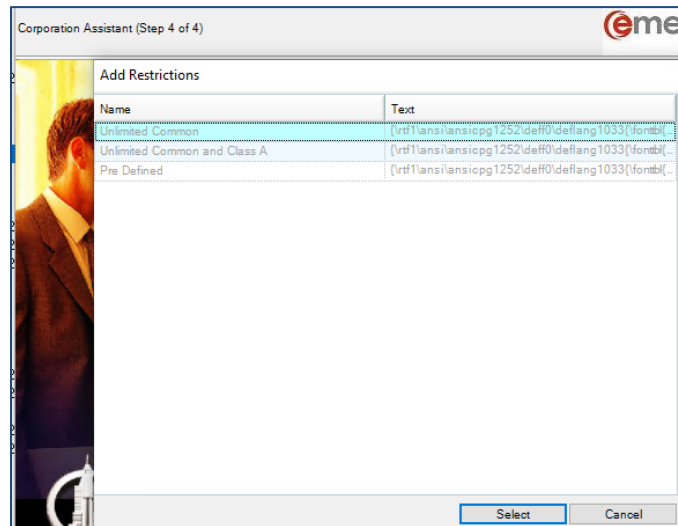 Corporation Assistant (Step 4 of 4)
eme
Add Restrictions
Name Text
Unlimited Common {\rtf1\ansi\ansicpg1252\deff0\deflang1033{\fonttbl{...
Unlimited Common and Class A {\rtf1\ansi\ansicpg1252\deff0\deflang1033{\fonttbl{...
Pre Defined {\rtf1\ansi\ansicpg1252\deff0\deflang1033{\fonttbl{...
Select Cancel